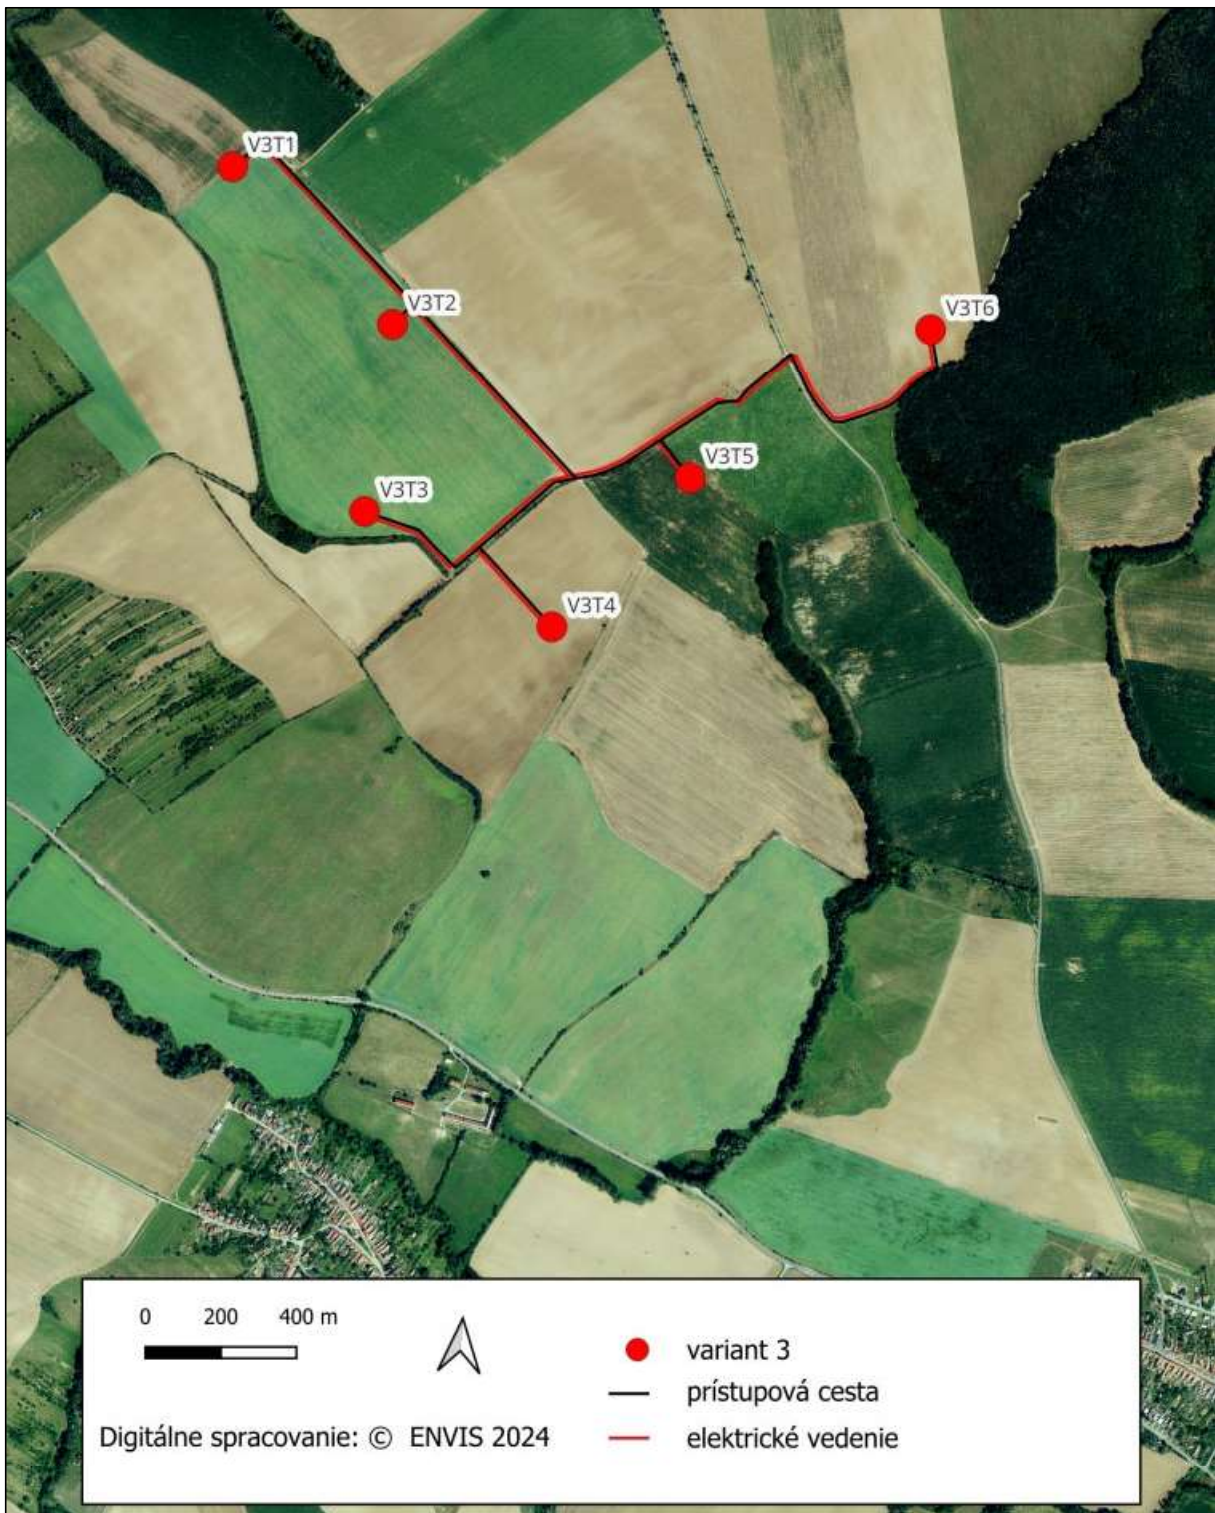 V3T1
V3T2
V3T6
V3T5
V3T3
V3T4
0 200 400 m
variant 3
prístupová cesta
Digitálne spracovanie: © ENVIS 2024
elektrické vedenie